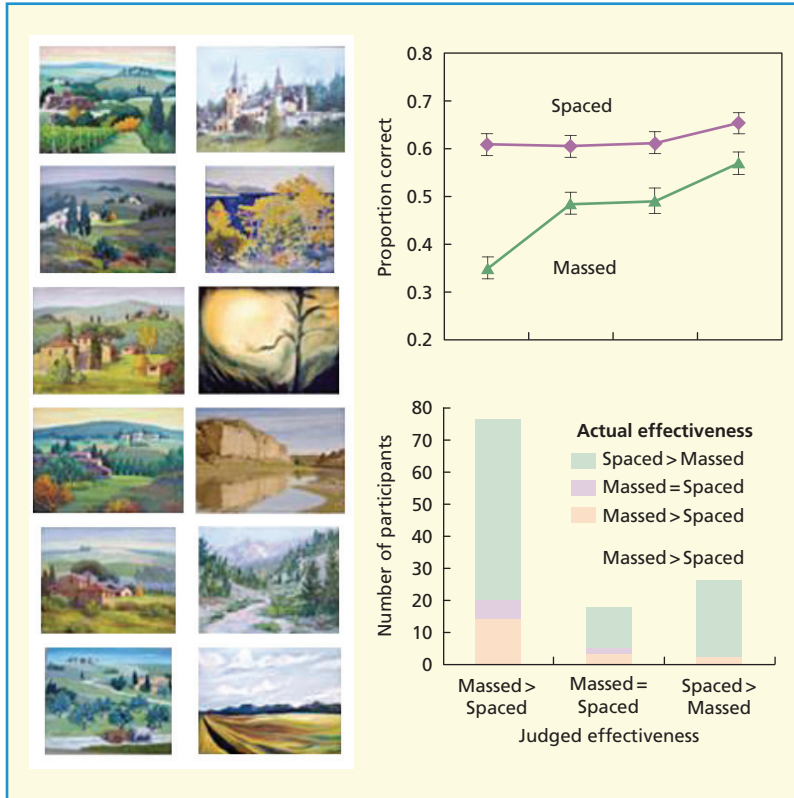 0.8
0.7
0.6
0.5
0.4
0.3
0.2
Proportion correct
Spaced
Massed
80
70
60
50
40
30
20
10
0
Number of participants
Actual effectiveness
Spaced > Massed
Massed = Spaced
Massed > Spaced
Massed > Spaced
Massed >
Spaced
Massed =
Spaced
Spaced >
Massed
Judged effectiveness